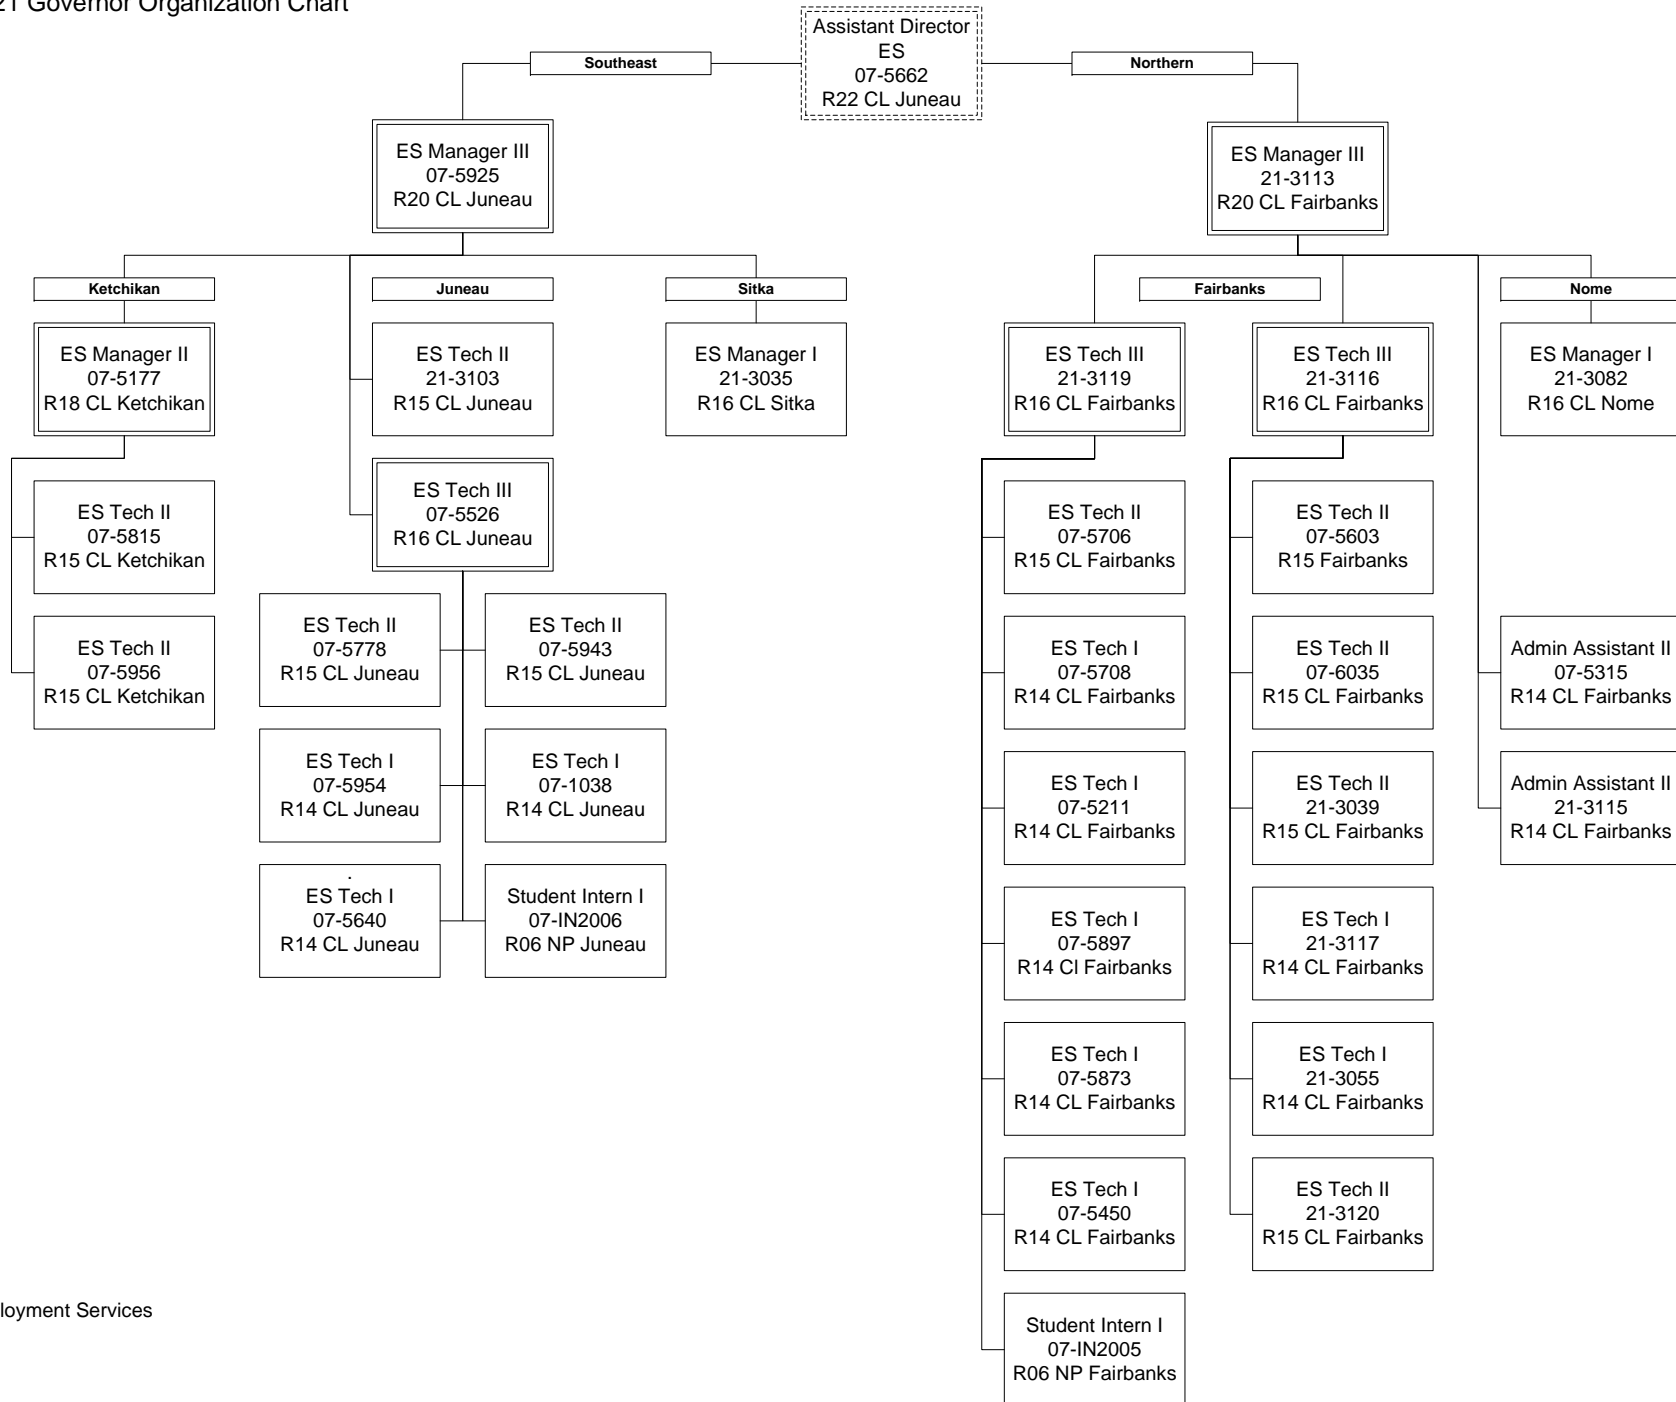 21 Governor Organization Chart
Assistant Director
ES
07-5662
R22 CL Juneau
Southeast
Northern
ES Manager III
07-5925
R20 CL Juneau
ES Manager III
21-3113
R20 CL Fairbanks
Ketchikan
Juneau
Sitka
Fairbanks
Nome
ES Manager II
07-5177
R18 CL Ketchikan
ES Tech II
21-3103
R15 CL Juneau
ES Manager I
21-3035
R16 CL Sitka
ES Tech III
21-3119
R16 CL Fairbanks
ES Tech III
21-3116
R16 CL Fairbanks
ES Manager I
21-3082
R16 CL Nome
ES Tech II
07-5815
R15 CL Ketchikan
ES Tech III
07-5526
R16 CL Juneau
ES Tech II
07-5706
R15 CL Fairbanks
ES Tech II
07-5603
R15 Fairbanks
ES Tech II
07-5956
R15 CL Ketchikan
ES Tech II
07-5778
R15 CL Juneau
ES Tech II
07-5943
R15 CL Juneau
ES Tech I
07-5708
R14 CL Fairbanks
ES Tech II
07-6035
R15 CL Fairbanks
Admin Assistant II
07-5315
R14 CL Fairbanks
ES Tech I
07-5954
R14 CL Juneau
ES Tech I
07-1038
R14 CL Juneau
ES Tech I
07-5211
R14 CL Fairbanks
ES Tech II
21-3039
R15 CL Fairbanks
Admin Assistant II
21-3115
R14 CL Fairbanks
.
ES Tech I
07-5640
R14 CL Juneau
Student Intern I
07-IN2006
R06 NP Juneau
ES Tech I
07-5897
R14 Cl Fairbanks
ES Tech I
21-3117
R14 CL Fairbanks
ES Tech I
07-5873
R14 CL Fairbanks
ES Tech I
21-3055
R14 CL Fairbanks
ES Tech I
07-5450
R14 CL Fairbanks
ES Tech II
21-3120
R15 CL Fairbanks
loyment Services
Student Intern I
07-IN2005
R06 NP Fairbanks